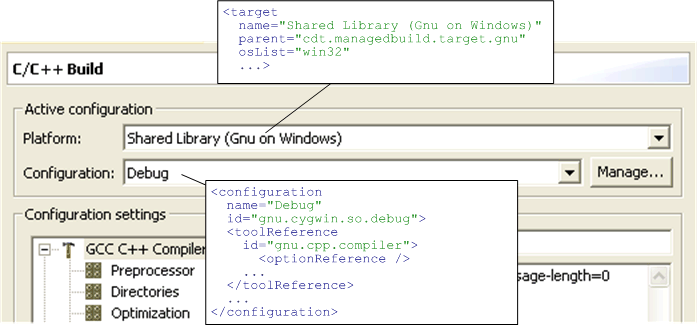 <target
name="Shared Library (Gnu on Windows)"
parent="cdt.managedbuild.target.gnu"
osList="win32"
...>
C/C++ Build
Active configuration
Platform: Shared Library (Gnu on Windows)
Configuration: Debug Manage...
<configuration
name="Debug"
id="gnu.cygwin.so.debug">
<toolReference
id="gnu.cpp.compiler">
<optionReference />
...
</toolReference>
...
</configuration>
Configuration settings
GCC C++ Compiler
Preprocessor
sage-length=0
Directories
Optimization